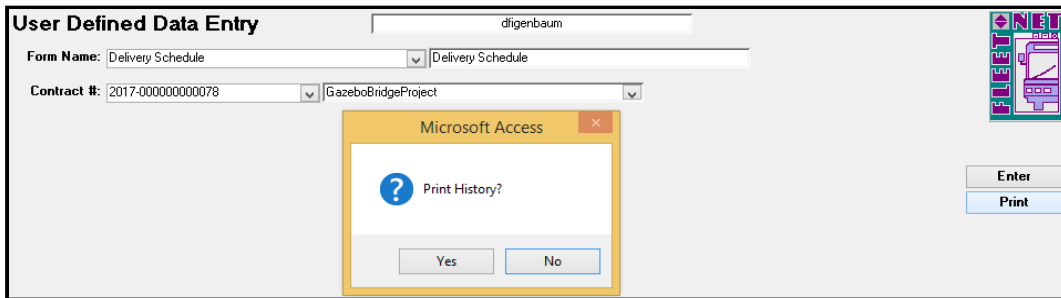 User Defined Data Entry
dfigenbaum
Form Name: Delivery Schedule Delivery Schedule
Contract #: 2017-000000000078 GazeboBridgeProject
FLEET NET
Microsoft Access
Print History?
Yes No
Enter
Print